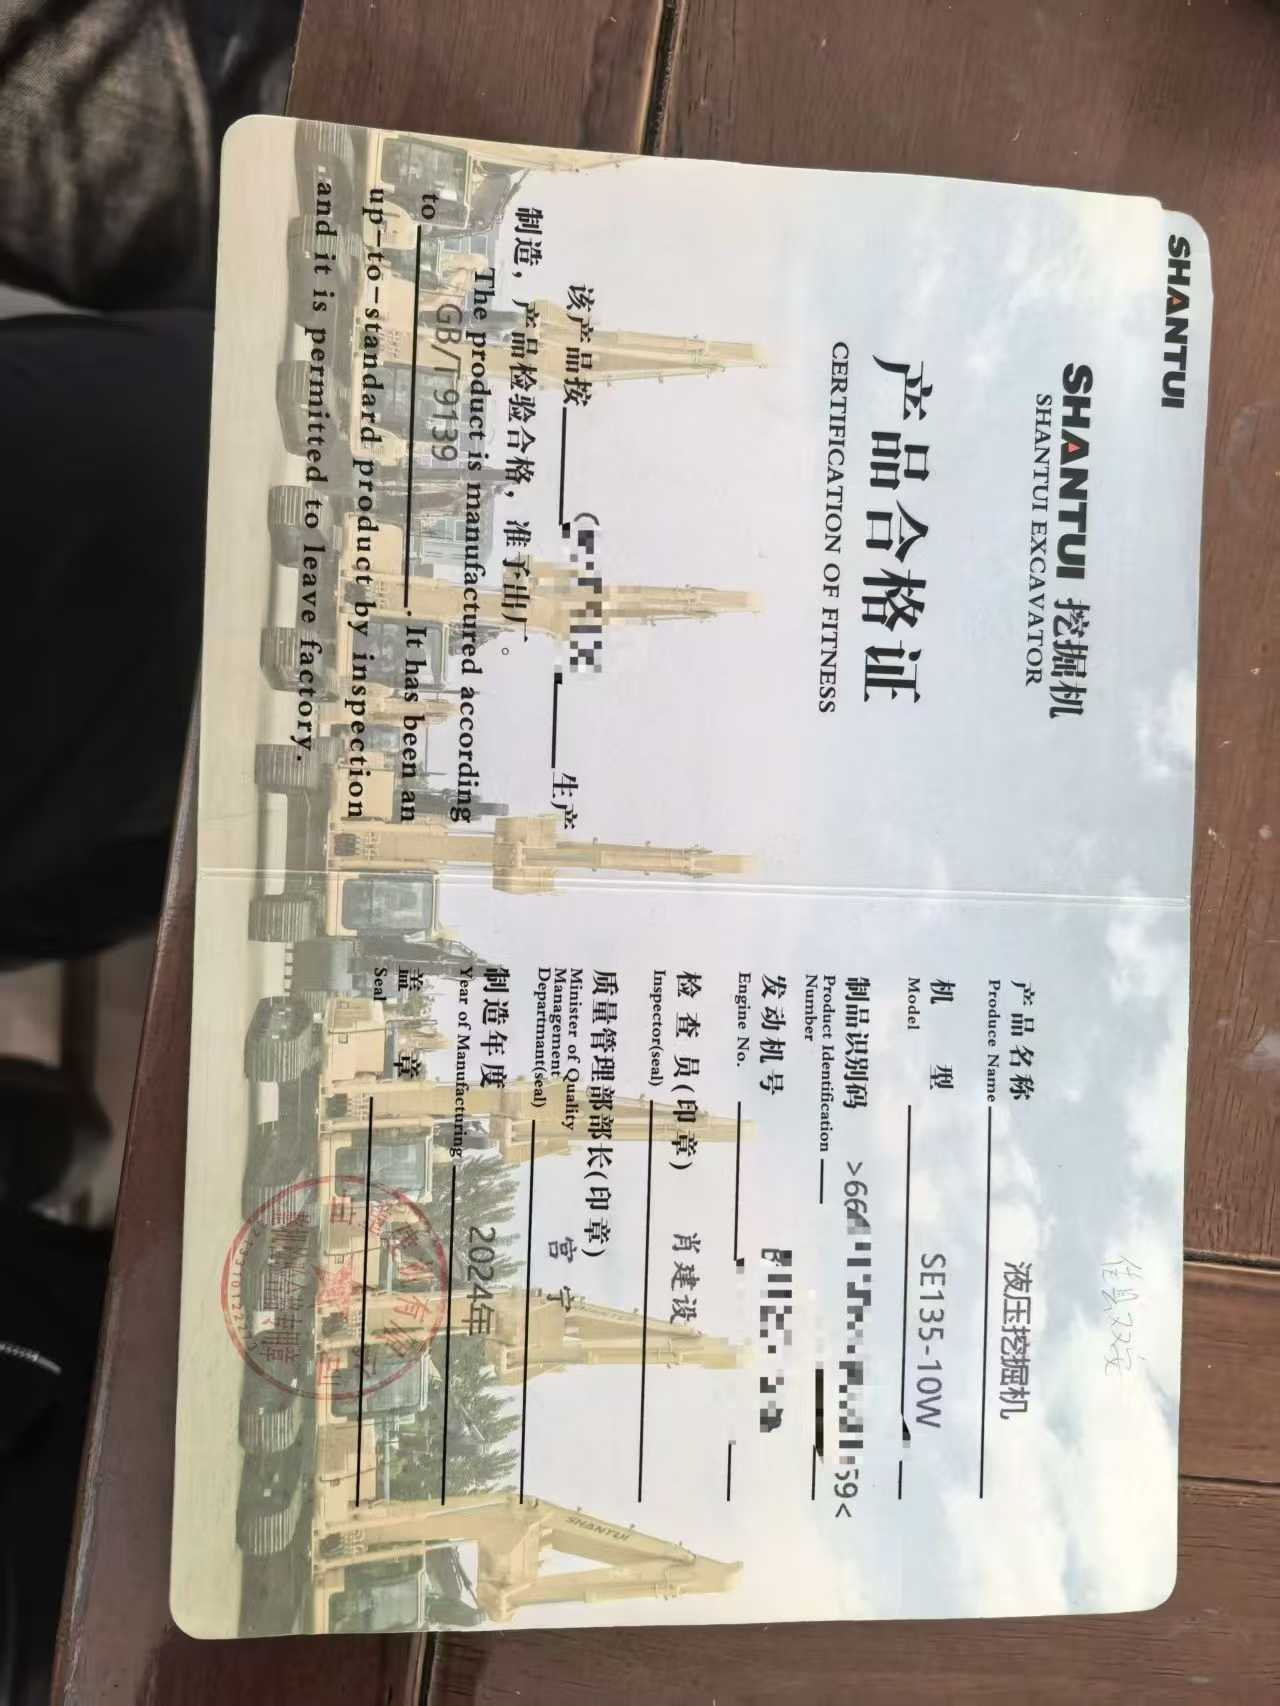 SHANTUI
SHANTUI 挖掘机
SHANTUI EXCAVATOR
产品合格证
CERTIFICATION OF FITNESS
该产品按 生产
制造，产品检验合格，准予出厂。
The product is manufactured according
to GB/T 9139 . It has been an
up-to-standard product by inspection
and it is permitted to leave factory.
产品名称 液压挖掘机
Produce Name
机 型 SE135-10W
Model
制品识别码
Product Identification
Number
发动机号
Engine No.
检 查 员(印章) 肖建设
Inspector(seal)
质量管理部部长(印章) 宫宁
Minister of Quality
Management
Departmant(seal)
制造年度 2024年
Year of Manufacturing
盖 章
Seal
SHANTUI